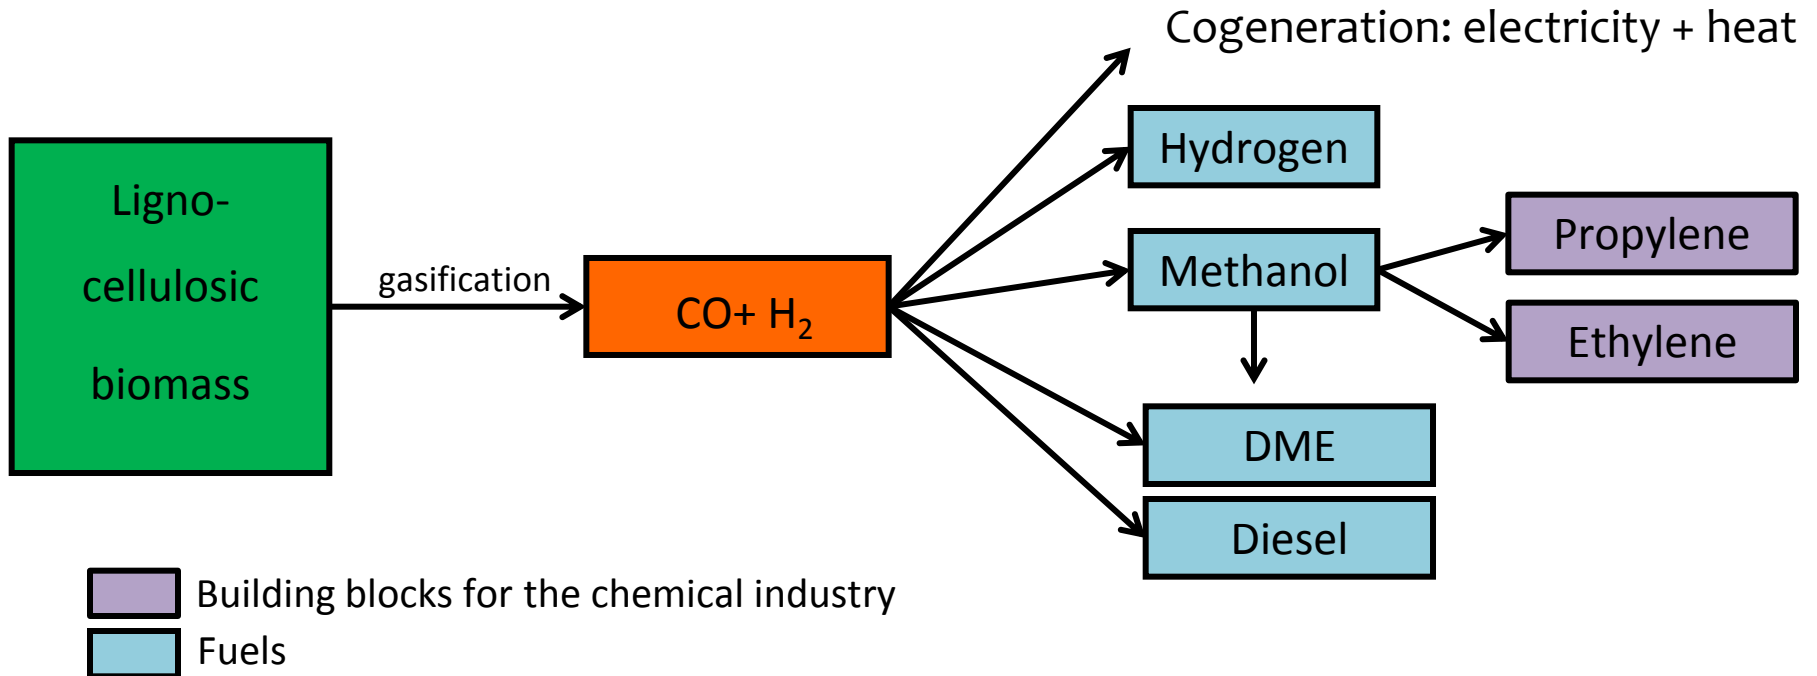 Cogeneration: electricity + heat
Ligno-
cellulosic
biomass
gasification
CO+ H₂
Hydrogen
Methanol
Propylene
Ethylene
DME
Diesel
Building blocks for the chemical industry
Fuels